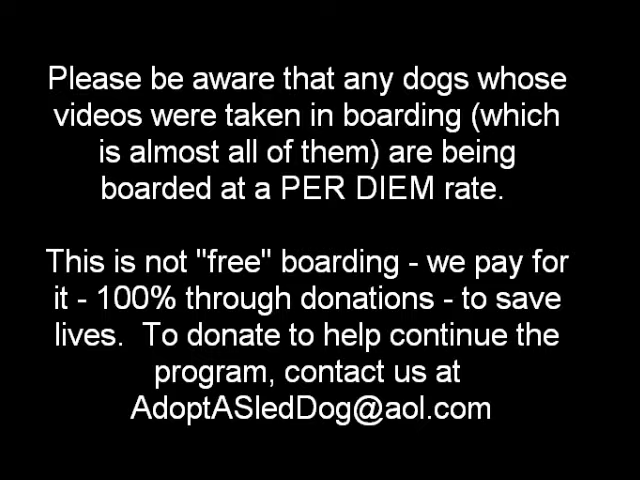 Please be aware that any dogs whose
videos were taken in boarding (which
is almost all of them) are being
boarded at a PER DIEM rate.
This is not "free" boarding - we pay for
it - 100% through donations - to save
lives.  To donate to help continue the
program, contact us at
AdoptASledDog@aol.com